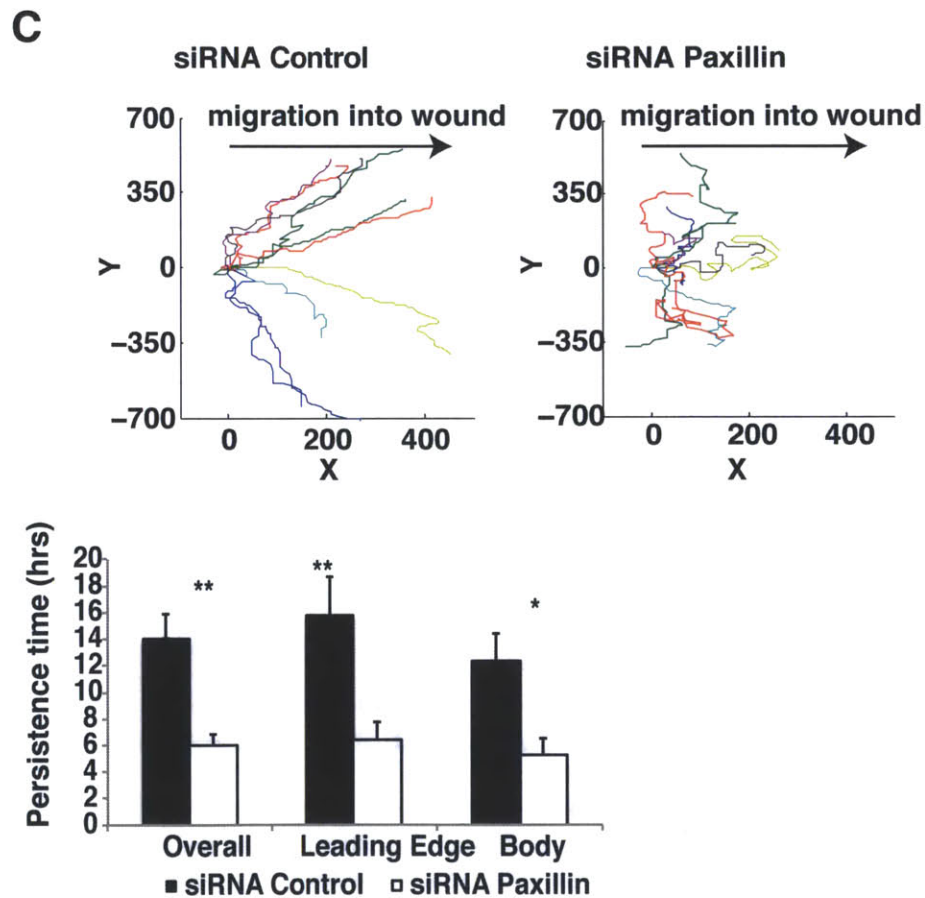 C
siRNA Control
siRNA Paxillin
700
migration into wound
350
Y
0
−350
−700
0
200
400
X
700
migration into wound
350
Y
0
−350
−700
0
200
400
X
Persistence time (hrs)
20
18
16
14
12
10
8
6
4
2
0
**
**
*
Overall
Leading Edge
Body
siRNA Control
siRNA Paxillin